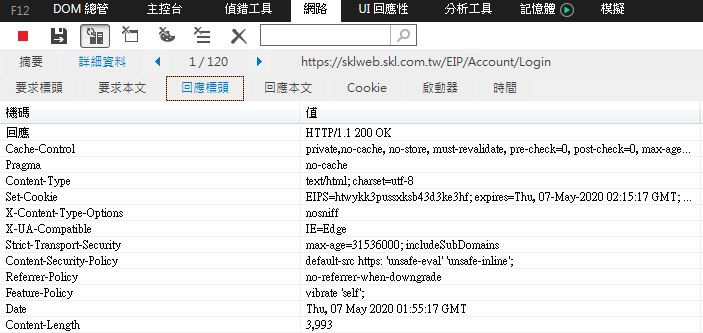 F12 DOM 總管 主控台 偵錯工具 網路 UI 回應性 分析工具 記憶體 模擬
摘要 詳細資料 1 / 120 https://sklweb.skl.com.tw/EIP/Account/Login
要求標頭 要求本文 回應標頭 回應本文 Cookie 啟動器 時間
機碼 值
回應 HTTP/1.1 200 OK
Cache-Control private,no-cache, no-store, must-revalidate, pre-check=0, post-check=0, max-age...
Pragma no-cache
Content-Type text/html; charset=utf-8
Set-Cookie EIPS=htwykk3pussxksb43d3ke3hf; expires=Thu, 07-May-2020 02:15:17 GMT; ...
X-Content-Type-Options nosniff
X-UA-Compatible IE=Edge
Strict-Transport-Security max-age=31536000; includeSubDomains
Content-Security-Policy default-src https: 'unsafe-eval' 'unsafe-inline';
Referrer-Policy no-referrer-when-downgrade
Feature-Policy vibrate 'self';
Date Thu, 07 May 2020 01:55:17 GMT
Content-Length 3,993